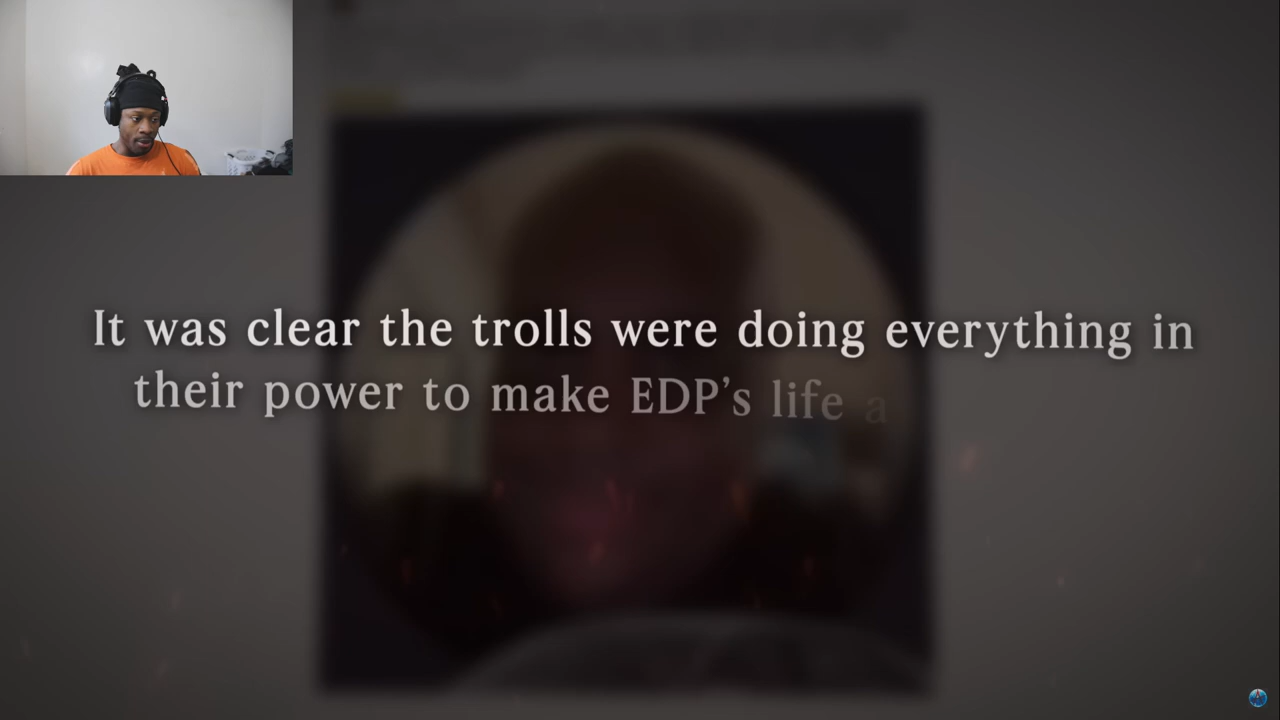 It was clear the trolls were doing everything in
their power to make EDP's life a